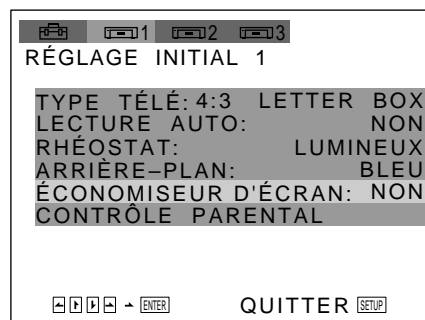 1 2 3
RÉGLAGE INITIAL 1
TYPE TÉLÉ: 4:3 LETTER BOX
LECTURE AUTO: NON
RHÉOSTAT: LUMINEUX
ARRIÈRE–PLAN: BLEU
ÉCONOMISEUR D'ÉCRAN: NON
CONTRÔLE PARENTAL
ENTER QUITTER SETUP